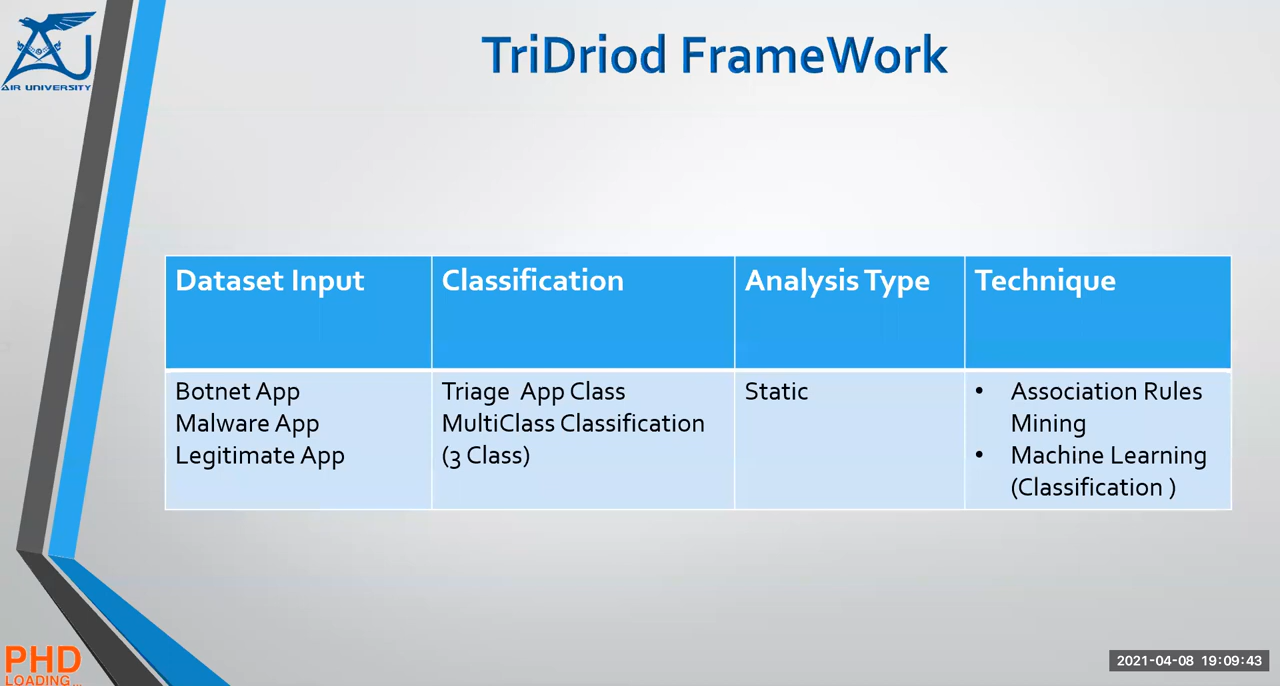 AIR UNIVERSITY
TriDriod FrameWork
Dataset Input
Classification
Analysis Type
Technique
Botnet App
Malware App
Legitimate App
Triage App Class
MultiClass Classification
(3 Class)
Static
• Association Rules
Mining
• Machine Learning
(Classification )
PHD
LOADING...
2021-04-08 19:09:43